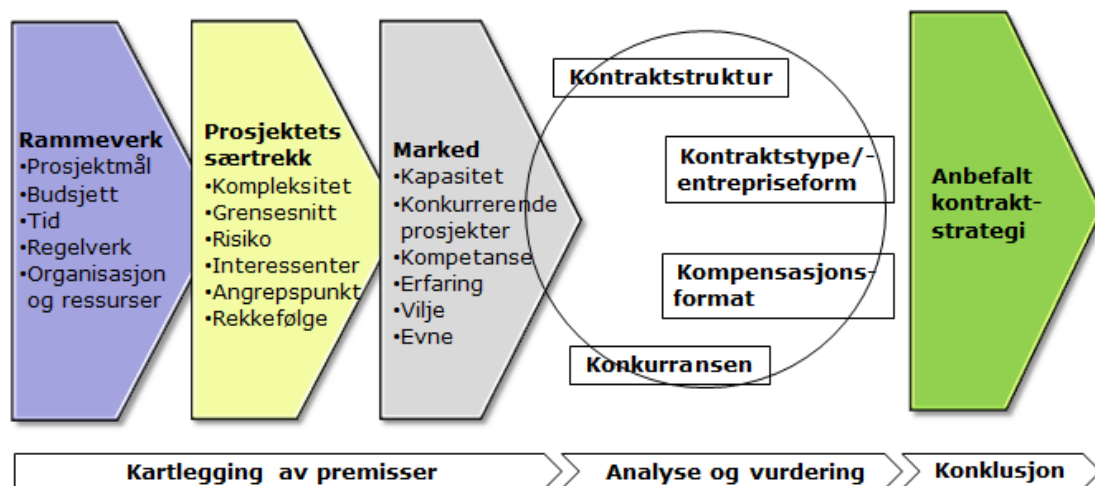 Rammeverk
•Prosjektmål
•Budsjett
•Tid
•Regelverk
•Organisasjon
og ressurser
Prosjektets
særtrekk
•Kompleksitet
•Grensesnitt
•Risiko
•Interessenter
•Angrepspunkt
•Rekkefølge
Marked
•Kapasitet
•Konkurrerende
prosjekter
•Kompetanse
•Erfaring
•Vilje
•Evne
Kontraktstruktur
Kontraktstype/-
entrepriseform
Kompensasjons-
format
Konkurransen
Anbefalt
kontrakt-
strategi
Kartlegging av premisser
Analyse og vurdering
Konklusjon